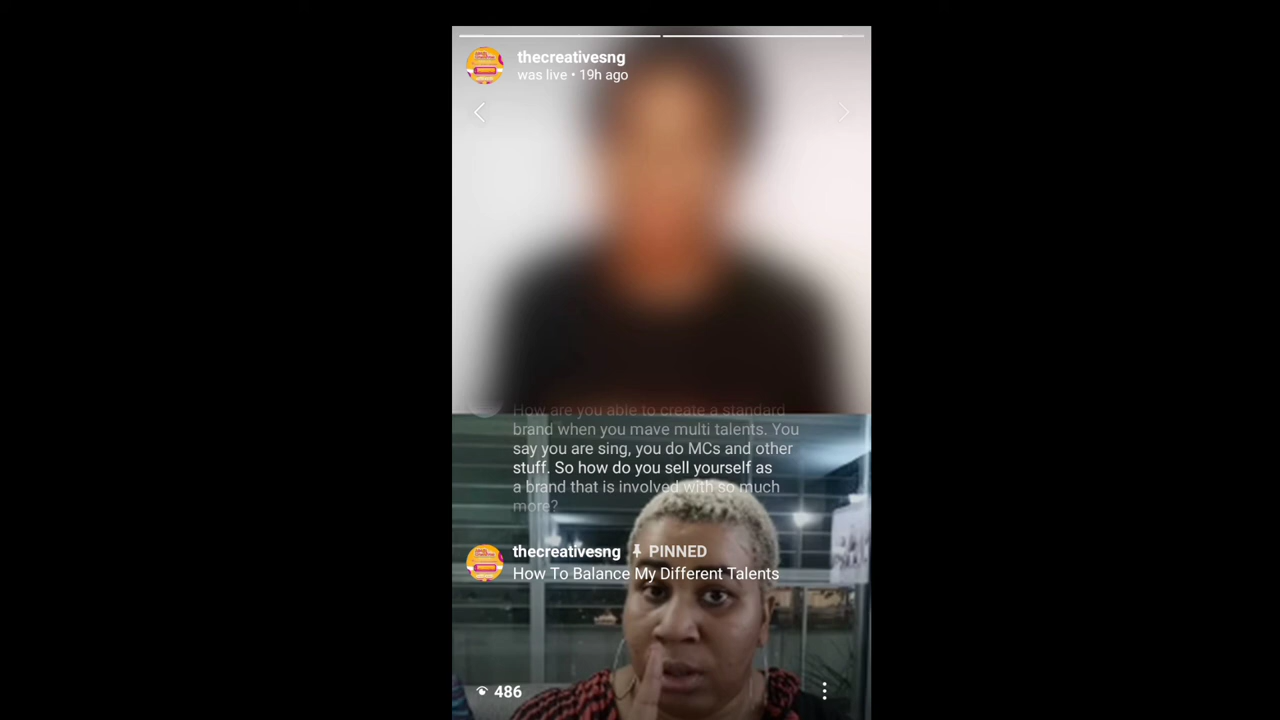 thecreativesng
was live • 19h ago
How are you able to create a standard
brand when you mave multi talents. You
say you are sing, you do MCs and other
stuff. So how do you sell yourself as
a brand that is involved with so much
more?
thecreativesng PINNED
How To Balance My Different Talents
486